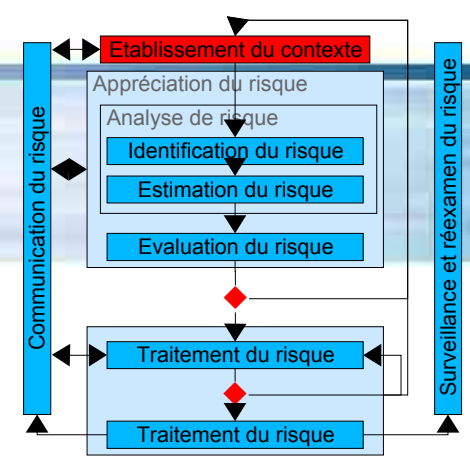 Etablissement du contexte
Appréciation du risque
Analyse de risque
Identification du risque
Estimation du risque
Evaluation du risque
Traitement du risque
Traitement du risque
Communication du risque
Surveillance et réexamen du risque